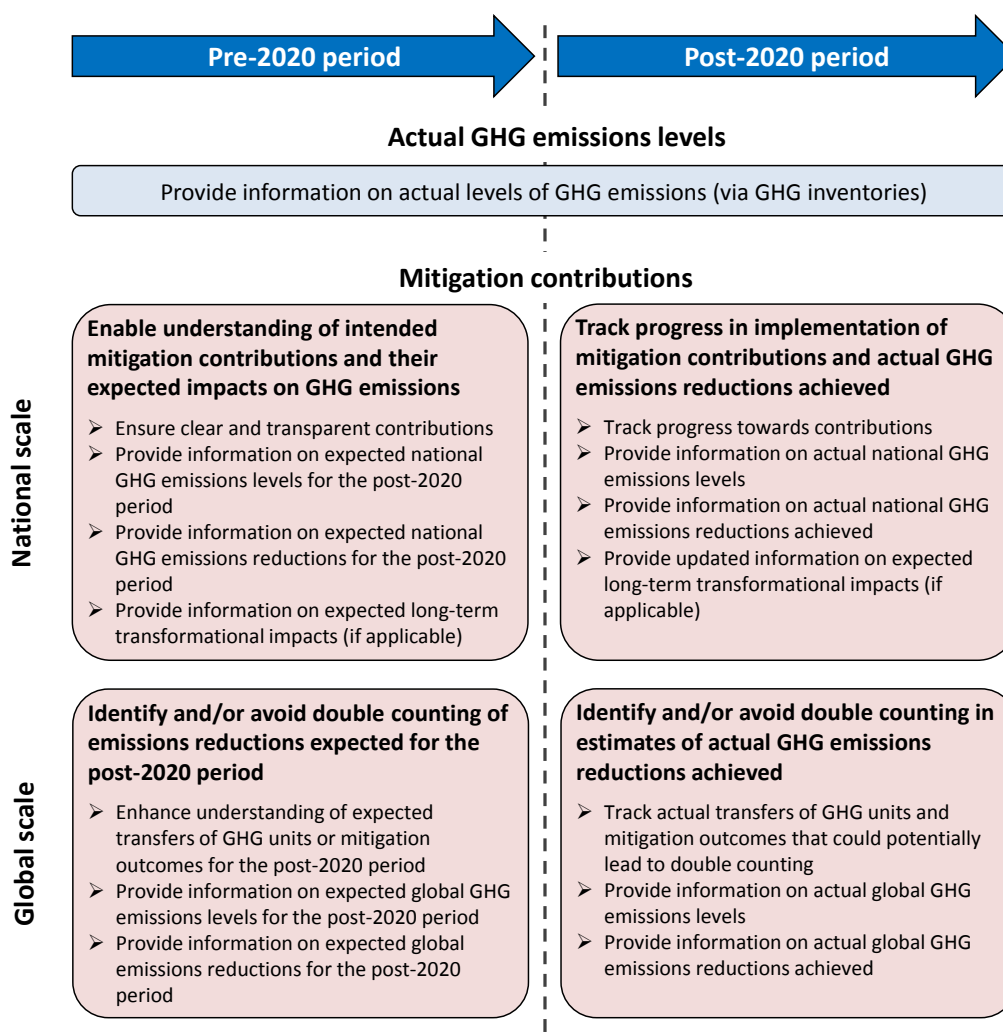 Pre-2020 period
Post-2020 period
Actual GHG emissions levels
Provide information on actual levels of GHG emissions (via GHG inventories)
Mitigation contributions
National scale
Enable understanding of intended
mitigation contributions and their
expected impacts on GHG emissions
➢ Ensure clear and transparent contributions
➢ Provide information on expected national
GHG emissions levels for the post-2020
period
➢ Provide information on expected national
GHG emissions reductions for the post-2020
period
➢ Provide information on expected long-term
transformational impacts (if applicable)
Track progress in implementation of
mitigation contributions and actual GHG
emissions reductions achieved
➢ Track progress towards contributions
➢ Provide information on actual national GHG
emissions levels
➢ Provide information on actual national GHG
emissions reductions achieved
➢ Provide updated information on expected
long-term transformational impacts (if
applicable)
Global scale
Identify and/or avoid double counting of
emissions reductions expected for the
post-2020 period
➢ Enhance understanding of expected
transfers of GHG units or mitigation
outcomes for the post-2020 period
➢ Provide information on expected global GHG
emissions levels for the post-2020 period
➢ Provide information on expected global
emissions reductions for the post-2020
period
Identify and/or avoid double counting in
estimates of actual GHG emissions
reductions achieved
➢ Track actual transfers of GHG units and
mitigation outcomes that could potentially
lead to double counting
➢ Provide information on actual global GHG
emissions levels
➢ Provide information on actual global GHG
emissions reductions achieved